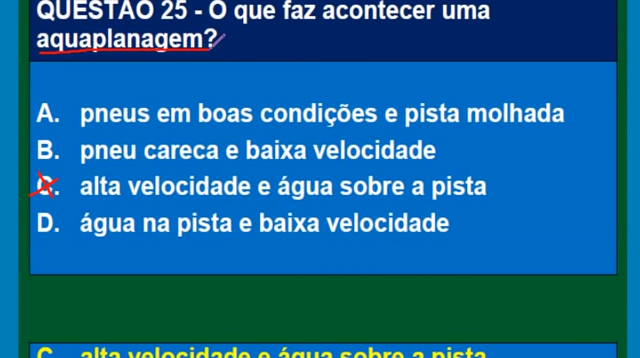 QUESTÃO 25 - O que faz acontecer uma
aquaplanagem?
A. pneus em boas condições e pista molhada
B. pneu careca e baixa velocidade
C. alta velocidade e água sobre a pista
D. água na pista e baixa velocidade
C. alta velocidade e água sobre a pista